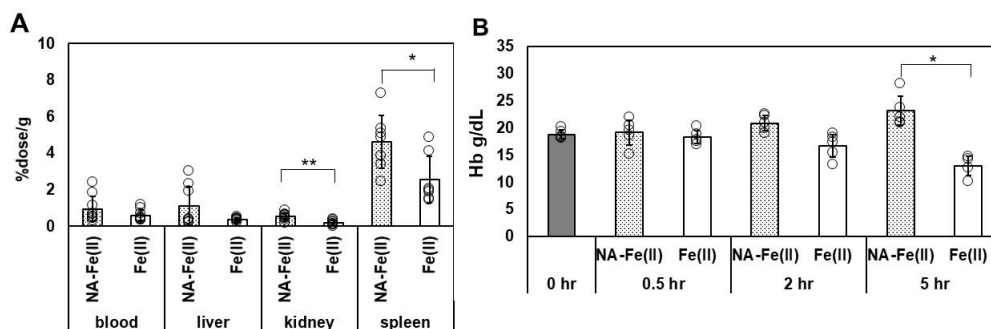 A
%dose/g
10
8
6
4
2
0
*
**
NA-Fe(II)
Fe(II)
NA-Fe(II)
Fe(II)
NA-Fe(II)
Fe(II)
NA-Fe(II)
Fe(II)
blood liver kidney spleen
B
Hb g/dL
35
30
25
20
15
10
5
0
*
NA-Fe(II) Fe(II) NA-Fe(II) Fe(II) NA-Fe(II) Fe(II)
0 hr 0.5 hr 2 hr 5 hr